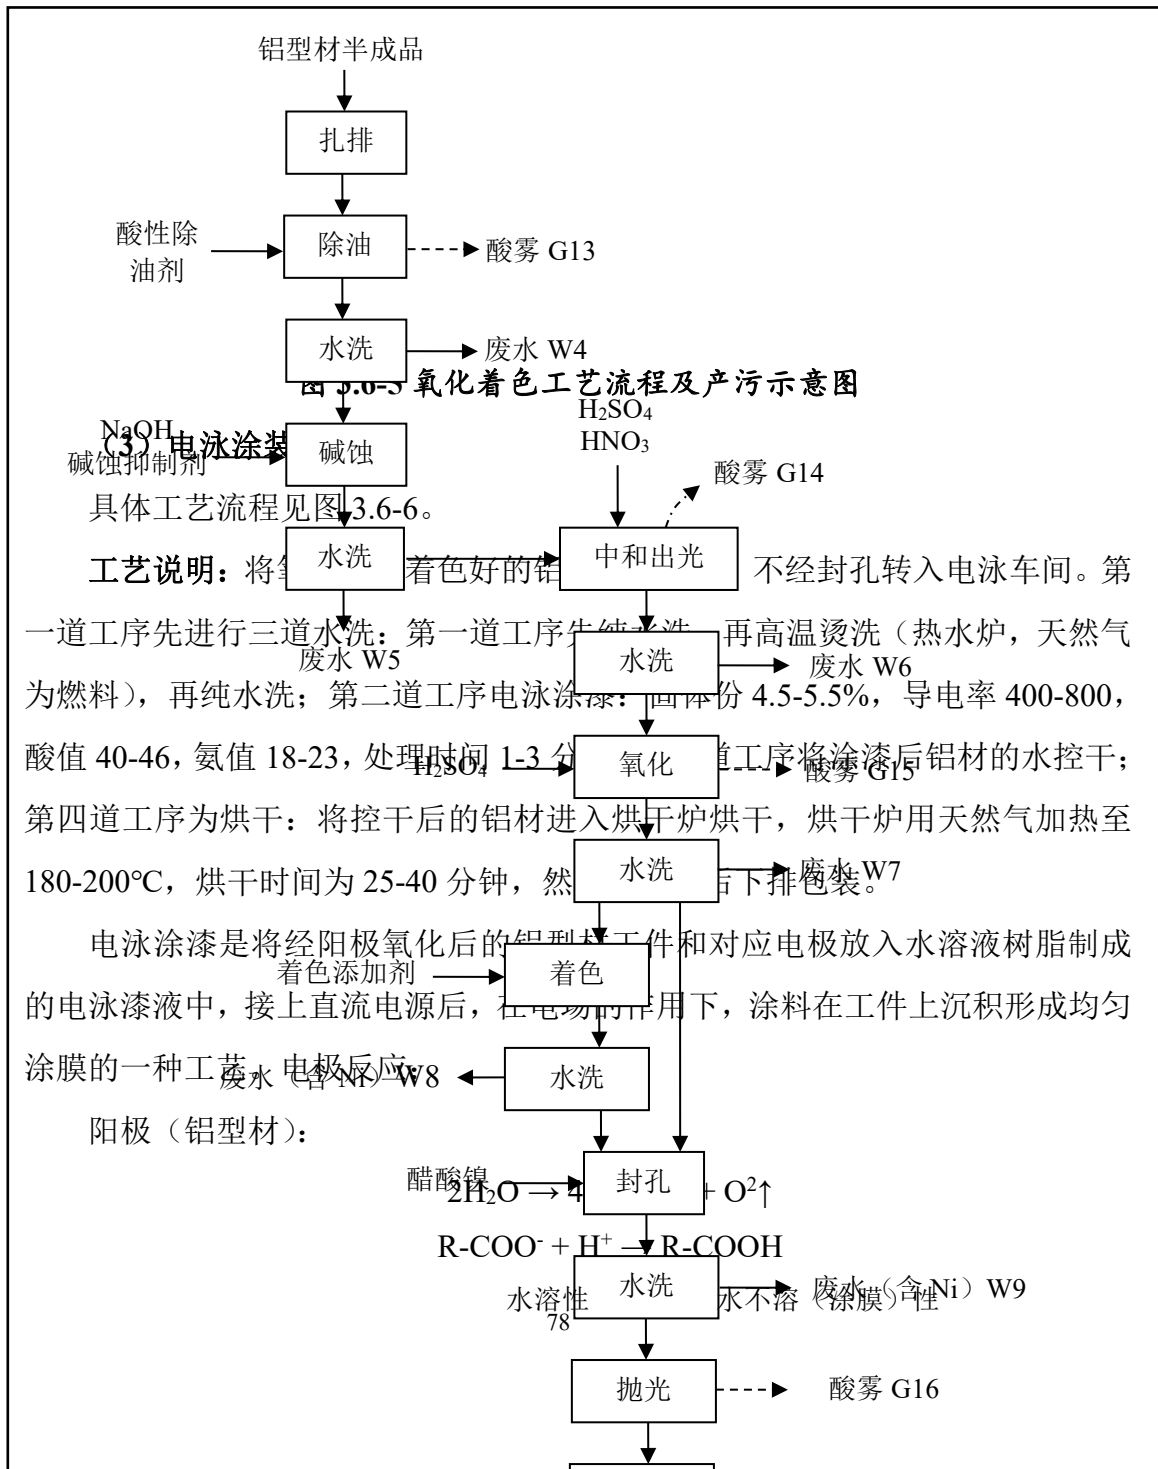 铝型材半成品
扎排
酸性除
油剂
除油
酸雾 G13
水洗
废水 W4
图 3.6-5 氧化着色工艺流程及产污示意图
H₂SO₄
HNO₃
NaOH
（3）电泳涂装
碱蚀抑制剂
碱蚀
酸雾 G14
具体工艺流程见图 3.6-6。
水洗
中和出光
工艺说明：将氧 着色好的铝 不经封孔转入电泳车间。第
一道工序先进行三道水洗：第一道工序先纯水洗，再高温烫洗（热水炉，天然气
废水 W5
水洗
废水 W6
为燃料），再纯水洗；第二道工序电泳涂漆：固体份 4.5-5.5%，导电率 400-800，
酸值 40-46，氨值 18-23，处理时间 1-3 分 道工序将涂漆后铝材的水控干；
H₂SO₄
氧化
酸雾 G15
第四道工序为烘干：将控干后的铝材进入烘干炉烘干，烘干炉用天然气加热至
水洗
废水 W7
180-200℃，烘干时间为 25-40 分钟，然 后下排包装。
电泳涂漆是将经阳极氧化后的铝型材工件和对应电极放入水溶液树脂制成
着色添加剂
着色
的电泳漆液中，接上直流电源后，在电场的作用下，涂料在工件上沉积形成均匀
涂膜的一种工艺。电极反应：
废水（含 Ni）W8
水洗
阳极（铝型材）：
醋酸镍
封孔
2H₂O → 4 + O²↑
R-COO⁻ + H⁺ → R-COOH
水洗
废水（含 Ni）W9
水溶性 水不溶（涂膜）性
78
抛光
酸雾 G16